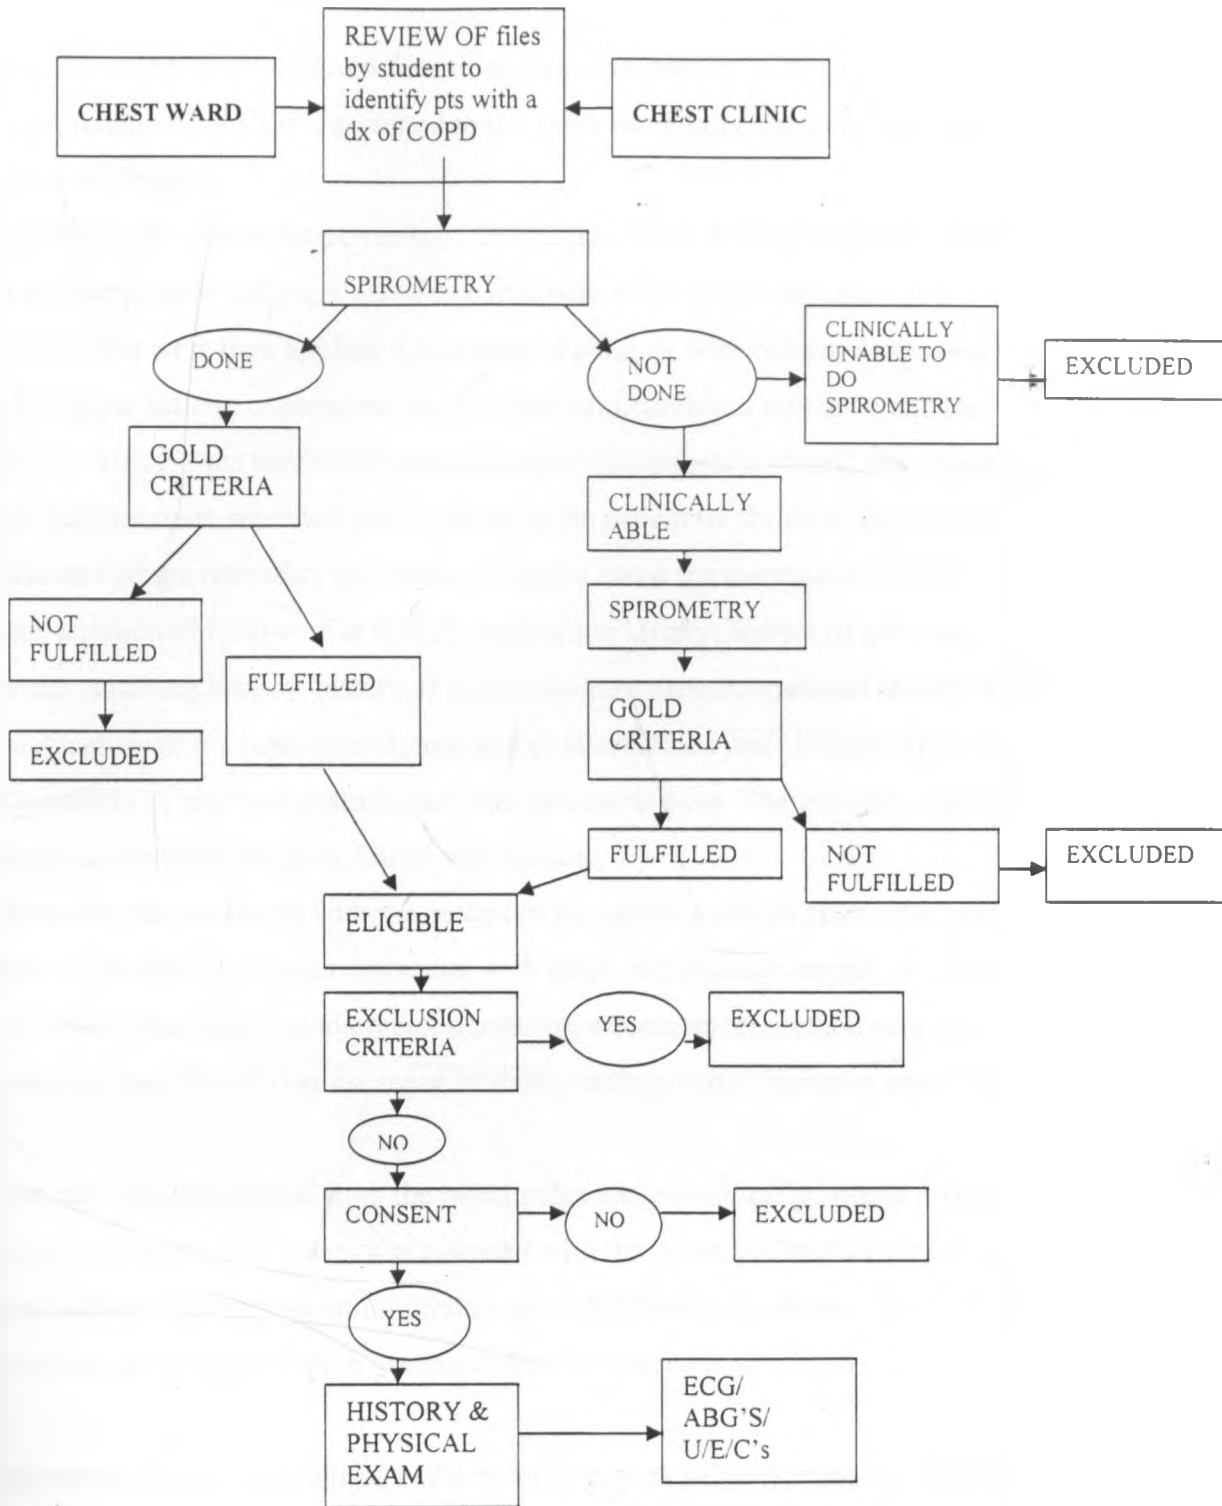 REVIEW OF files
by student to
identify pts with a
dx of COPD
CHEST WARD
CHEST CLINIC
SPIROMETRY
DONE
NOT
DONE
CLINICALLY
UNABLE TO
DO
SPIROMETRY
EXCLUDED
GOLD
CRITERIA
CLINICALLY
ABLE
NOT
FULFILLED
FULFILLED
SPIROMETRY
EXCLUDED
GOLD
CRITERIA
FULFILLED
NOT
FULFILLED
EXCLUDED
ELIGIBLE
EXCLUSION
CRITERIA
YES
EXCLUDED
NO
CONSENT
NO
EXCLUDED
YES
HISTORY &
PHYSICAL
EXAM
ECG/
ABG'S/
U/E/C's